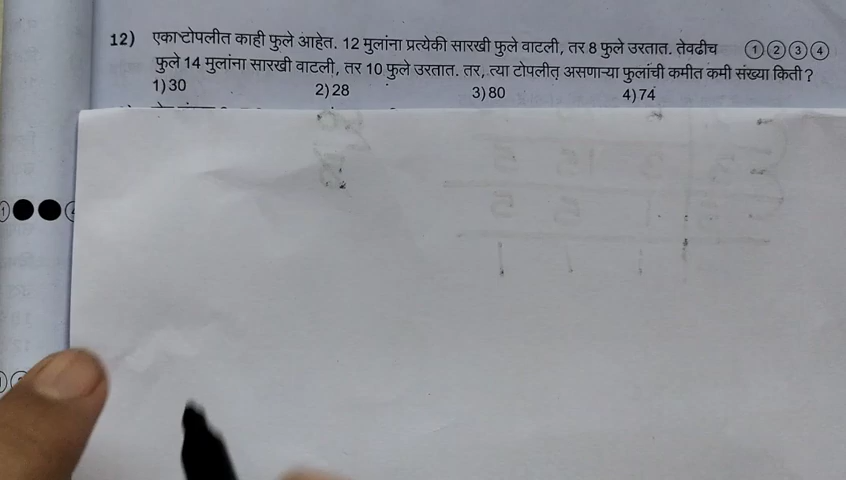 12) एका टोपलीत काही फुले आहेत. 12 मुलांना प्रत्येकी सारखी फुले वाटली, तर 8 फुले उरतात. तेवढीच ① ② ③ ④
फुले 14 मुलांना सारखी वाटली, तर 10 फुले उरतात. तर, त्या टोपलीत असणाऱ्या फुलांची कमीत कमी संख्या किती ?
1) 30 2) 28 3) 80 4) 74